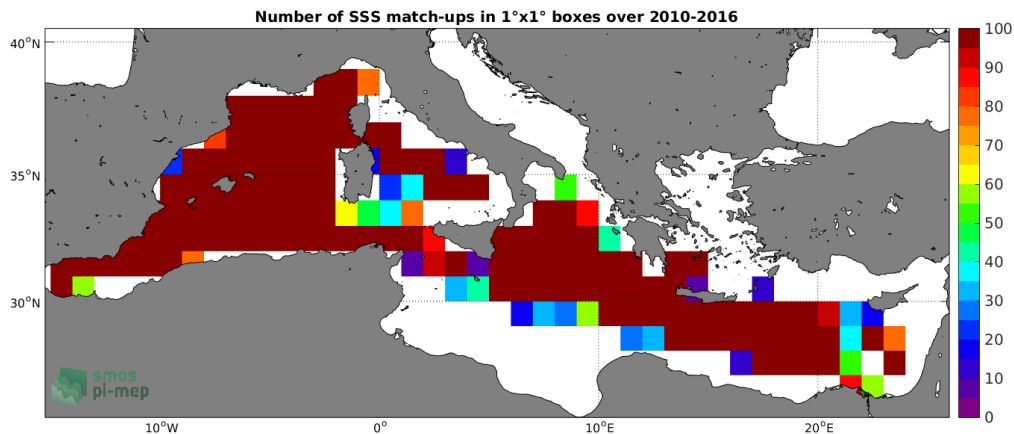 Number of SSS match-ups in 1°x1° boxes over 2010-2016
40°N
35°N
30°N
10°W
0°
10°E
20°E
100
90
80
70
60
50
40
30
20
10
0
smos
pi-mep